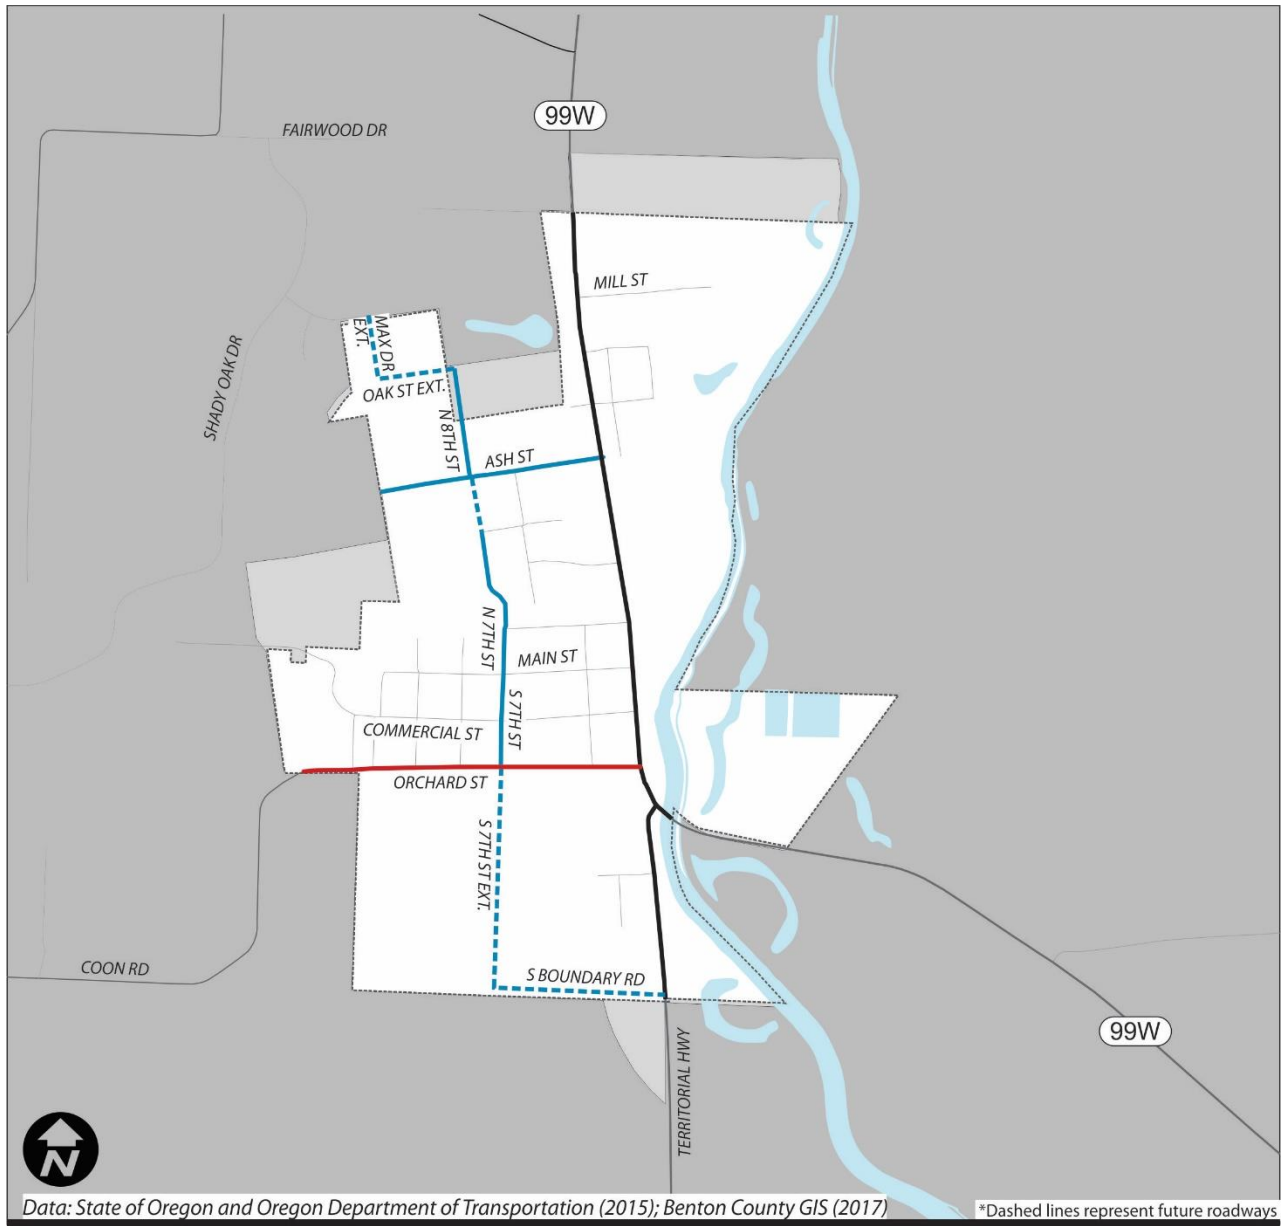 99W
FAIRWOOD DR
MILL ST
MAX DR
EXT.
OAK ST EXT.
SHADY OAK DR
N 8TH ST
ASH ST
N 7TH ST
MAIN ST
S 7TH ST
COMMERCIAL ST
ORCHARD ST
S 7TH ST EXT.
COON RD
S BOUNDARY RD
99W
TERRITORIAL HWY
N
Data: State of Oregon and Oregon Department of Transportation (2015); Benton County GIS (2017)
*Dashed lines represent future roadways